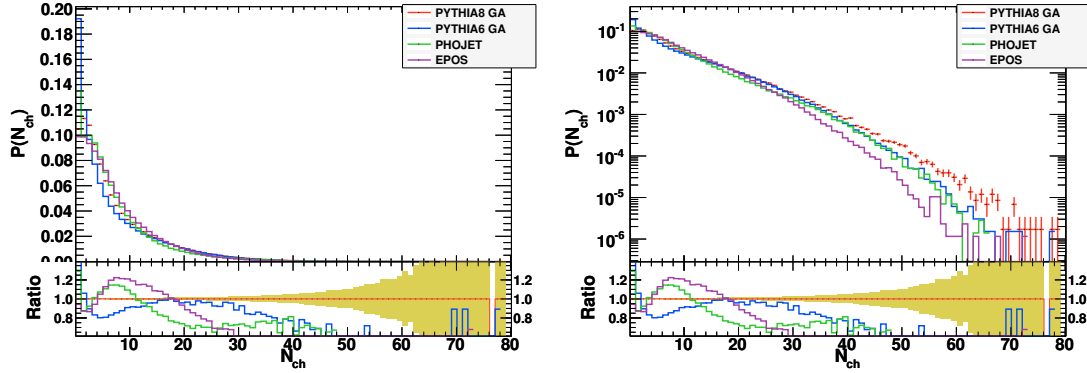 PYTHIA8 GA
PYTHIA6 GA
PHOJET
EPOS
P(N_ch)
0.20
0.18
0.16
0.14
0.12
0.10
0.08
0.06
0.04
0.02
0.00
Ratio
1.2
1.0
0.8
1.2
1.0
0.8
10 20 30 40 50 60 70 80
N_ch
PYTHIA8 GA
PYTHIA6 GA
PHOJET
EPOS
P(N_ch)
10^-1
10^-2
10^-3
10^-4
10^-5
10^-6
Ratio
1.2
1.0
0.8
1.2
1.0
0.8
10 20 30 40 50 60 70 80
N_ch